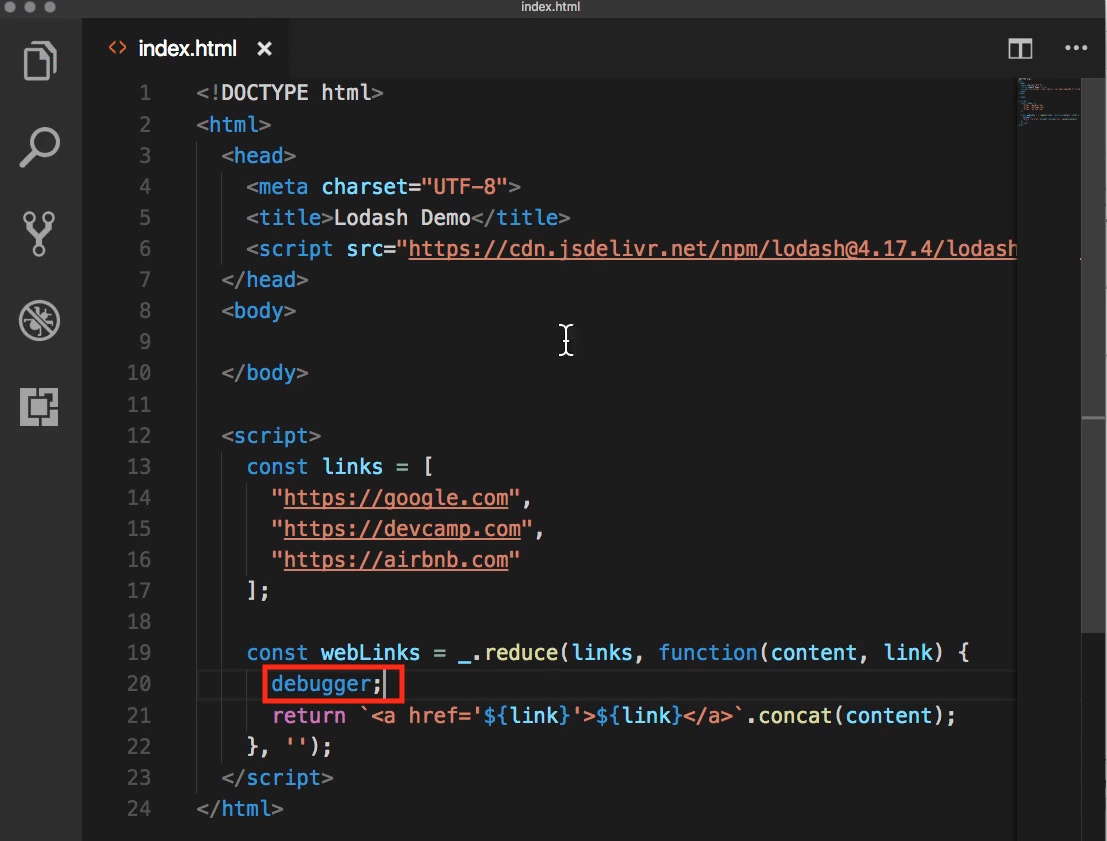 index.html
<> index.html ×
1 <!DOCTYPE html>
2 <html>
3   <head>
4     <meta charset="UTF-8">
5     <title>Lodash Demo</title>
6     <script src="https://cdn.jsdelivr.net/npm/lodash@4.17.4/lodash
7   </head>
8   <body>
9
10   </body>
11
12   <script>
13     const links = [
14       "https://google.com",
15       "https://devcamp.com",
16       "https://airbnb.com"
17     ];
18
19     const webLinks = _.reduce(links, function(content, link) {
20       debugger;
21       return `<a href='${link}'>${link}</a>`.concat(content);
22     }, '');
23   </script>
24 </html>